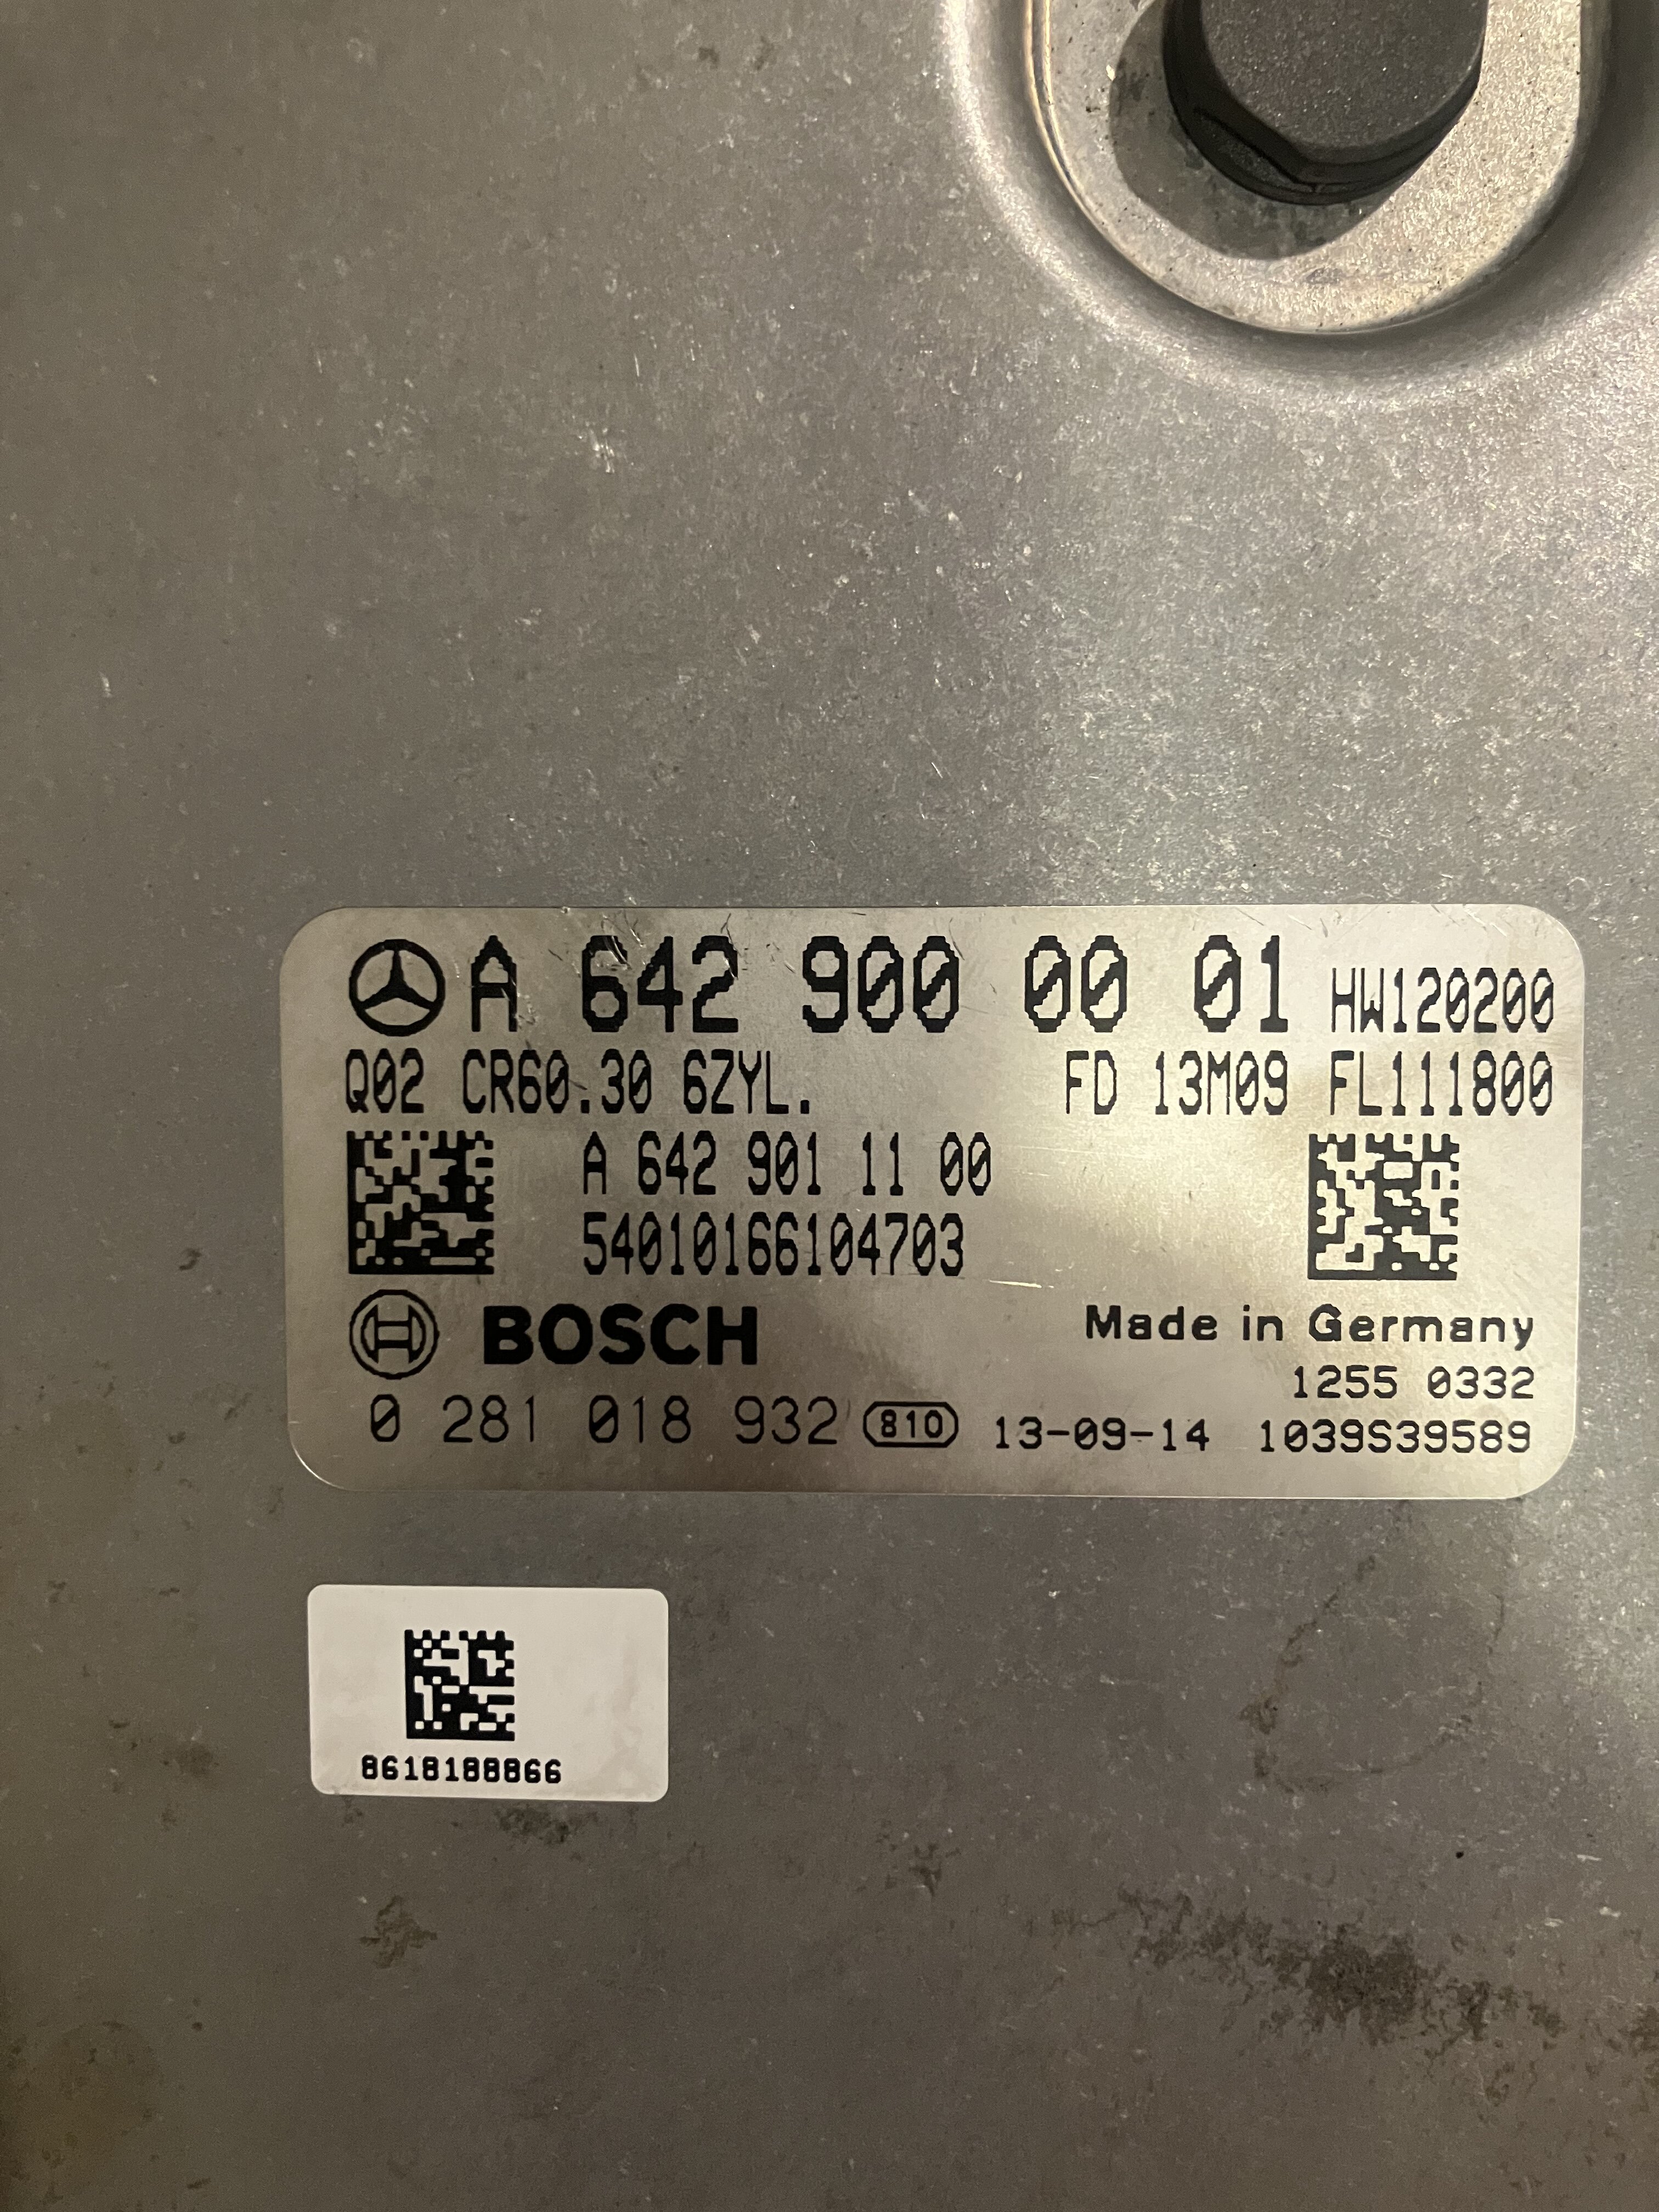 A 642 900 00 01 HW120200
Q02 CR60.30 6ZYL. FD 13M09 FL111800
A 642 901 11 00
54010166104703
BOSCH Made in Germany
1255 0332
0 281 018 932 810 13-09-14 1039S39589
8618188866